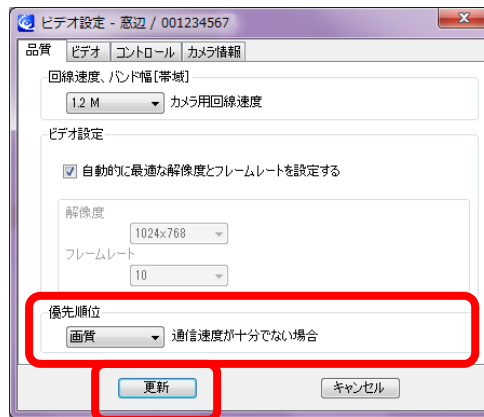 ビデオ設定 - 窓辺 / 001234567
品質 ビデオ コントロール カメラ情報
回線速度、バンド幅[帯域]
1.2 M カメラ用回線速度
ビデオ設定
自動的に最適な解像度とフレームレートを設定する
解像度
1024x768
フレームレート
10
優先順位
画質 通信速度が十分でない場合
更新 キャンセル